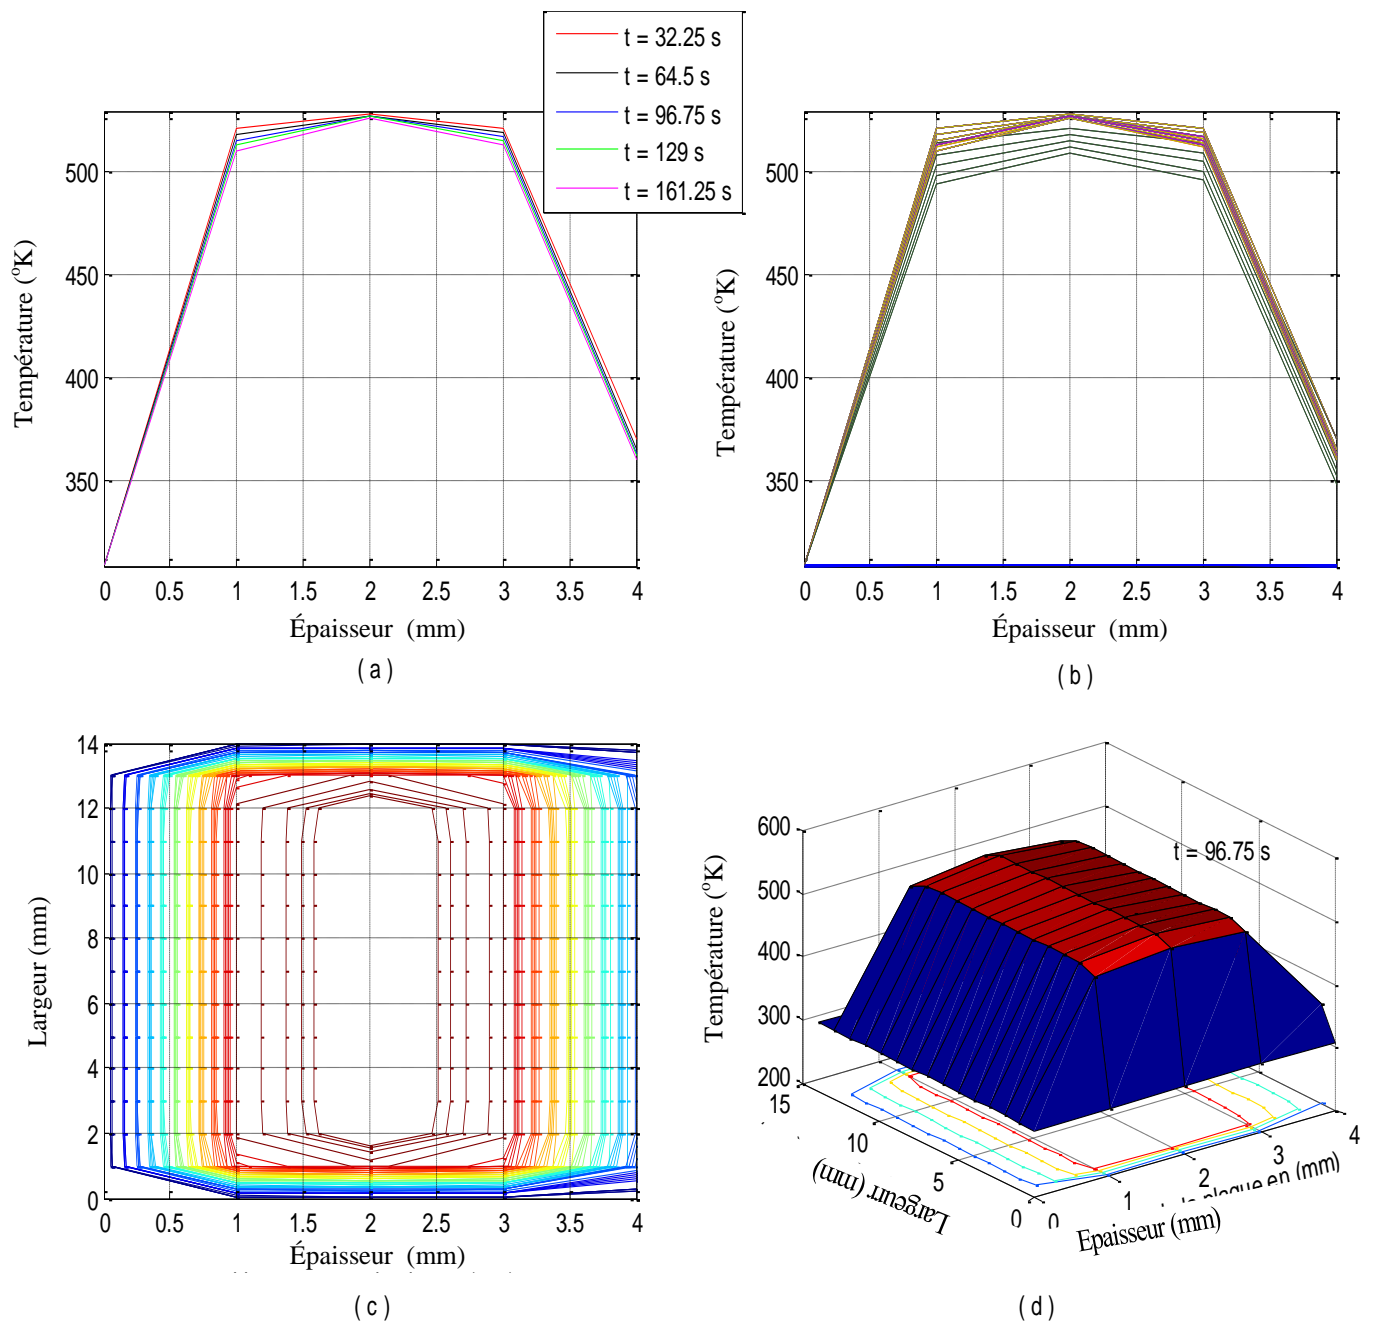 t = 32.25 s
t = 64.5 s
t = 96.75 s
t = 129 s
t = 161.25 s
500
450
400
350
0 0.5 1 1.5 2 2.5 3 3.5 4
Température (°K)
Épaisseur (mm)
( a )
500
450
400
350
0 0.5 1 1.5 2 2.5 3 3.5 4
Température (°K)
Épaisseur (mm)
( b )
14
12
10
8
6
4
2
0
0 0.5 1 1.5 2 2.5 3 3.5 4
Largeur (mm)
Épaisseur (mm)
( c )
t = 96.75 s
600
500
400
300
200
Température (°K)
15
10
5
0
Largeur (mm)
0
1
2
3
4
plaque en (mm)
Epaisseur (mm)
( d )